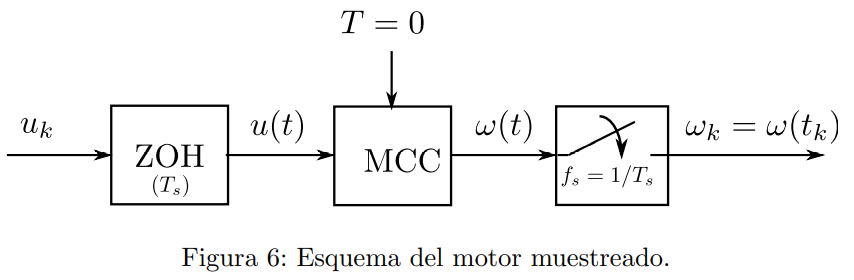 T = 0
u_k
ZOH
(T_s)
u(t)
MCC
ω(t)
f_s = 1/T_s
ω_k = ω(t_k)
Figura 6: Esquema del motor muestreado.